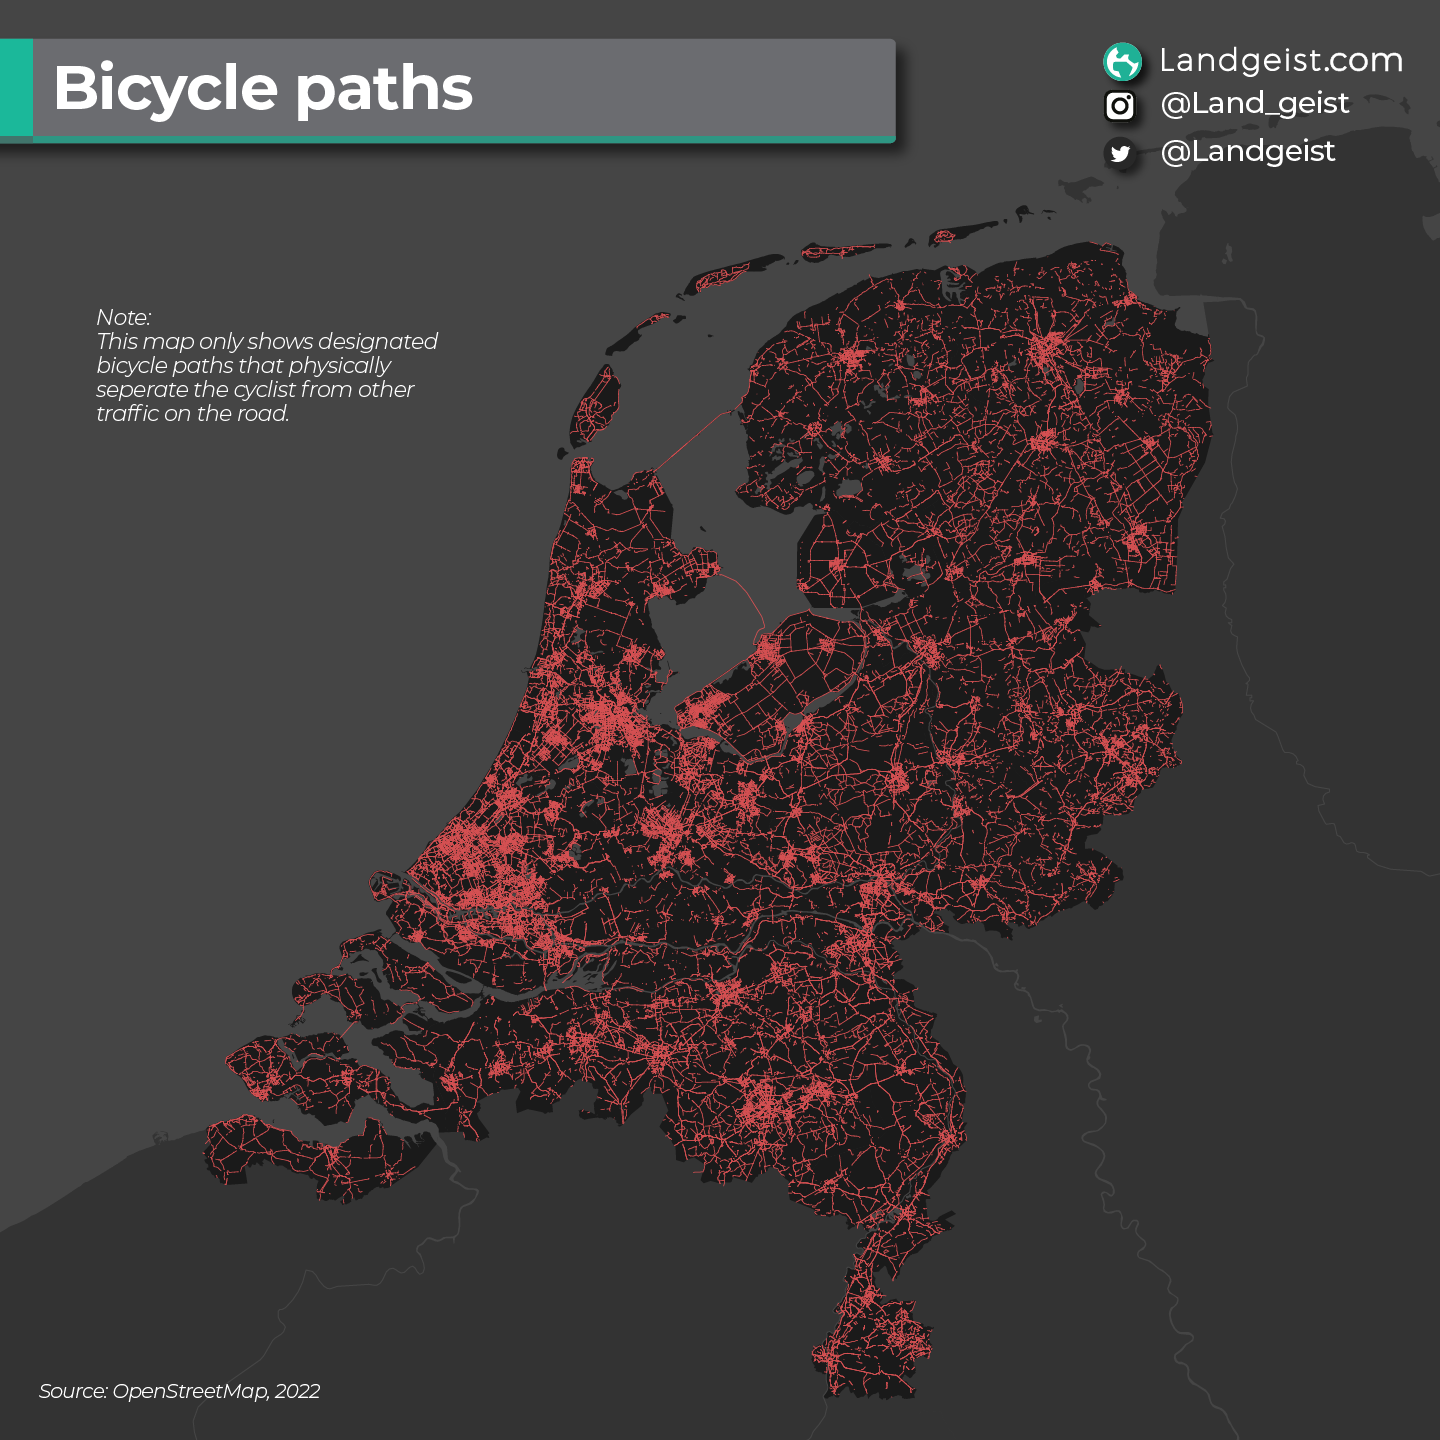 Bicycle paths
Landgeist.com
@Land_geist
@Landgeist
Note:
This map only shows designated
bicycle paths that physically
seperate the cyclist from other
traffic on the road.
Source: OpenStreetMap, 2022